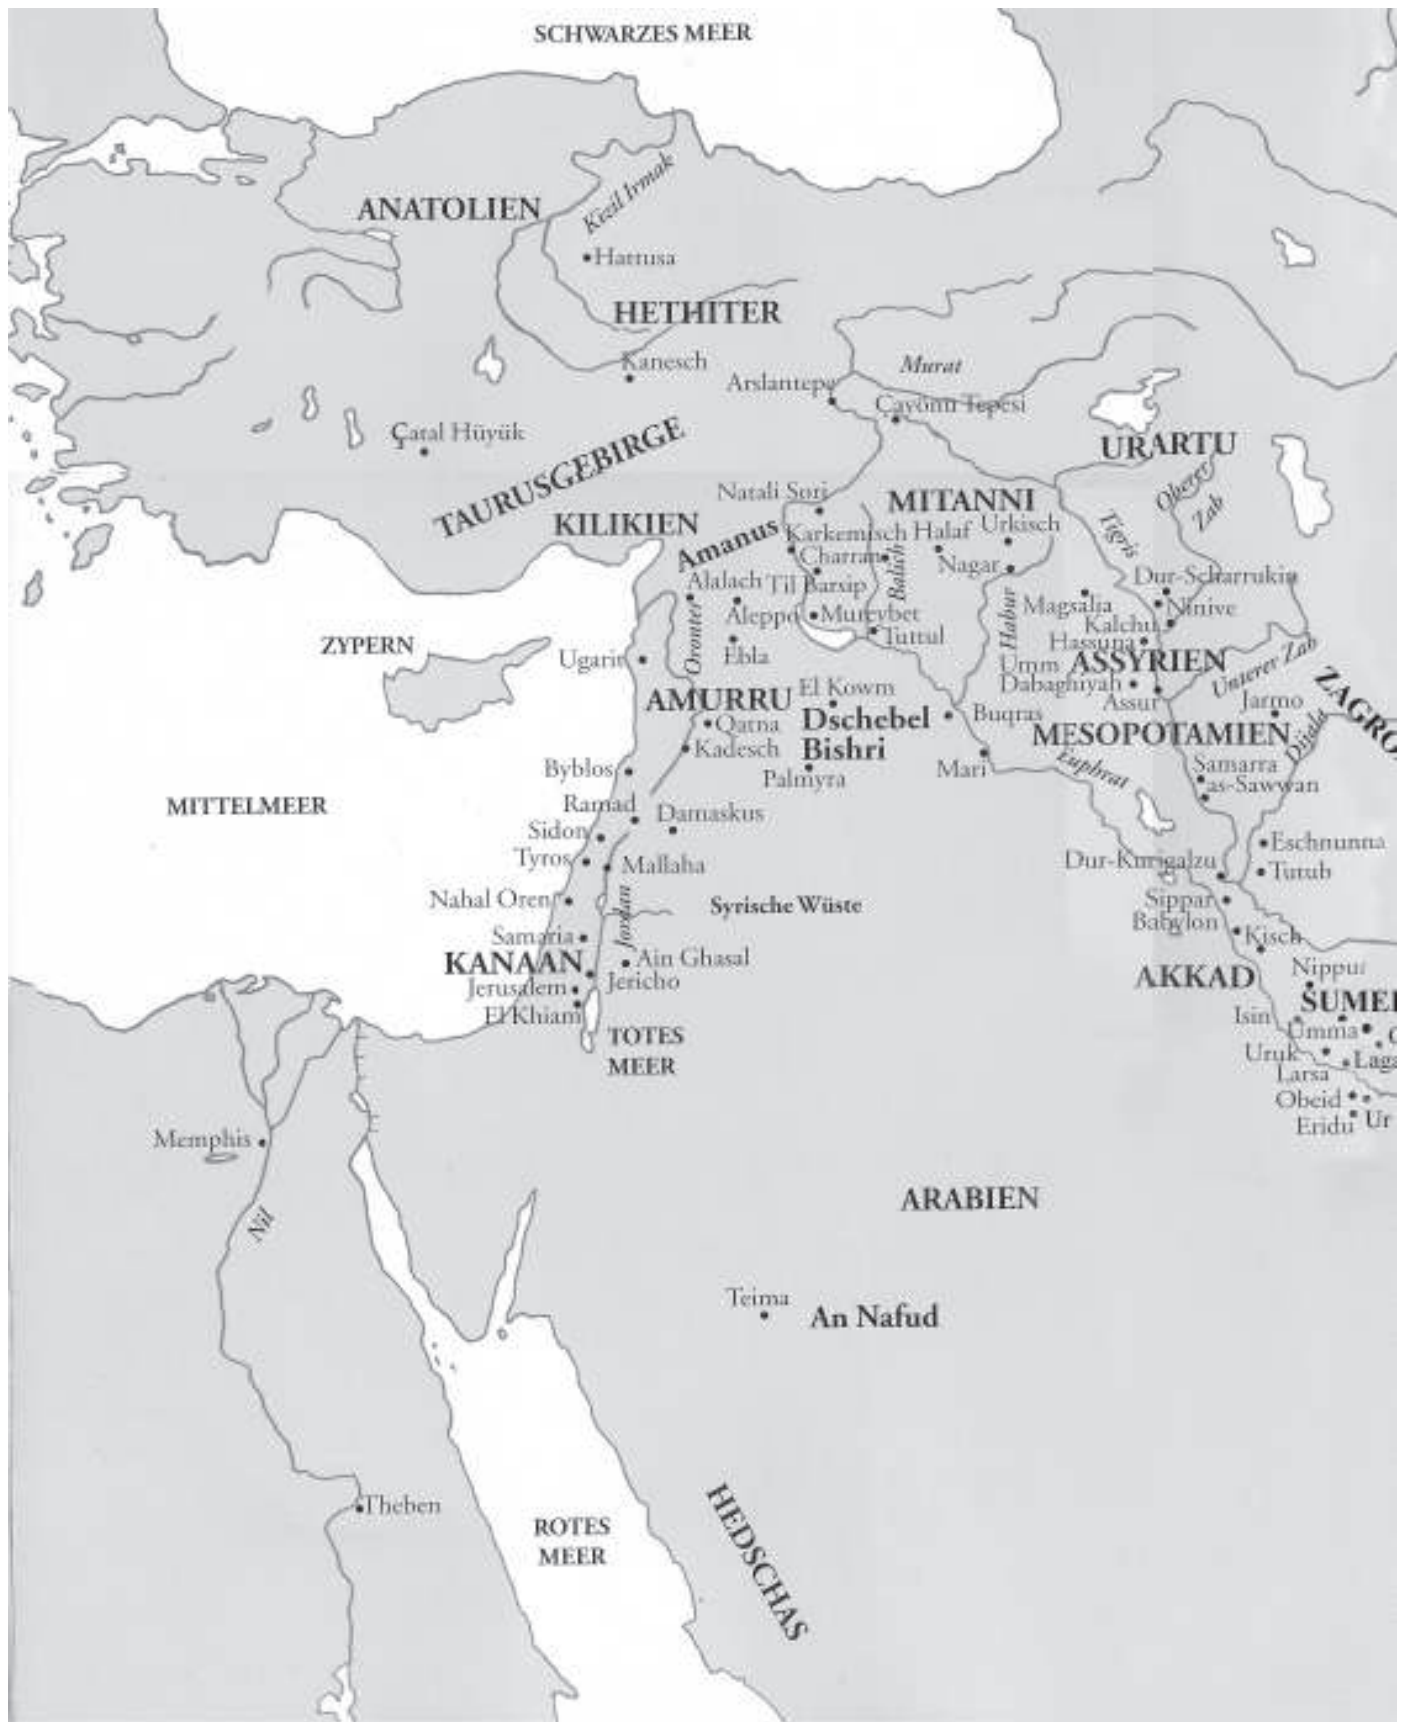 SCHWARZES MEER
Kizil Irmak
ANATOLIEN
Hattusa
HETHITER
Kanesch
Murat
Arslantepe
Çayönü Tepesi
Çatal Hüyük
URARTU
TAURUSGEBIRGE
Oberer
Zab
Natali Sori
MITANNI
KILIKIEN
Amanus
Karkemisch
Halaf
Urkisch
Tigris
Charran
Balich
Nagar
Dur-Scharrukin
Alalach
Til Barsip
Habur
Magsalia
Ninive
Aleppo
Mureybet
Kalchu
Orontes
Tuttul
Hassuna
ZYPERN
Ugarit
Ebla
Umm
Dabaghiyah
ASSYRIEN
Unterer Zab
ZAGRO
AMURRU
El Kowm
Assur
Jarmo
Qatna
Dschebel
Bishri
Buqras
MESOPOTAMIEN
Dijala
Kadesch
Byblos
Palmyra
Mari
Euphrat
Samarra
as-Sawwan
MITTELMEER
Ramad
Damaskus
Sidon
Tyros
Mallaha
Eschnunna
Dur-Kurigalzu
Tutub
Nahal Oren
Jordan
Syrische Wüste
Sippar
Babylon
Samaria
Kisch
KANAAN
Ain Ghasal
Nippur
Jerusalem
Jericho
AKKAD
SUMER
El Khiam
Isin
Umma
TOTES
MEER
Uruk
Laga
Larsa
Obeid
Eridu
Ur
Memphis
Nil
ARABIEN
Teima
An Nafud
Theben
ROTES
MEER
HEDSCHAS